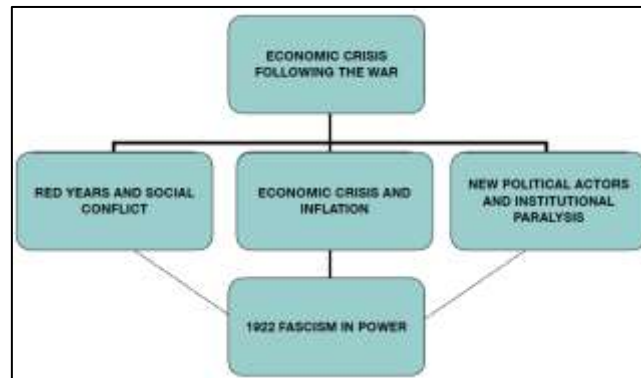 ECONOMIC CRISIS
FOLLOWING THE WAR
RED YEARS AND SOCIAL
CONFLICT
ECONOMIC CRISIS AND
INFLATION
NEW POLITICAL ACTORS
AND INSTITUTIONAL
PARALYSIS
1922 FASCISM IN POWER